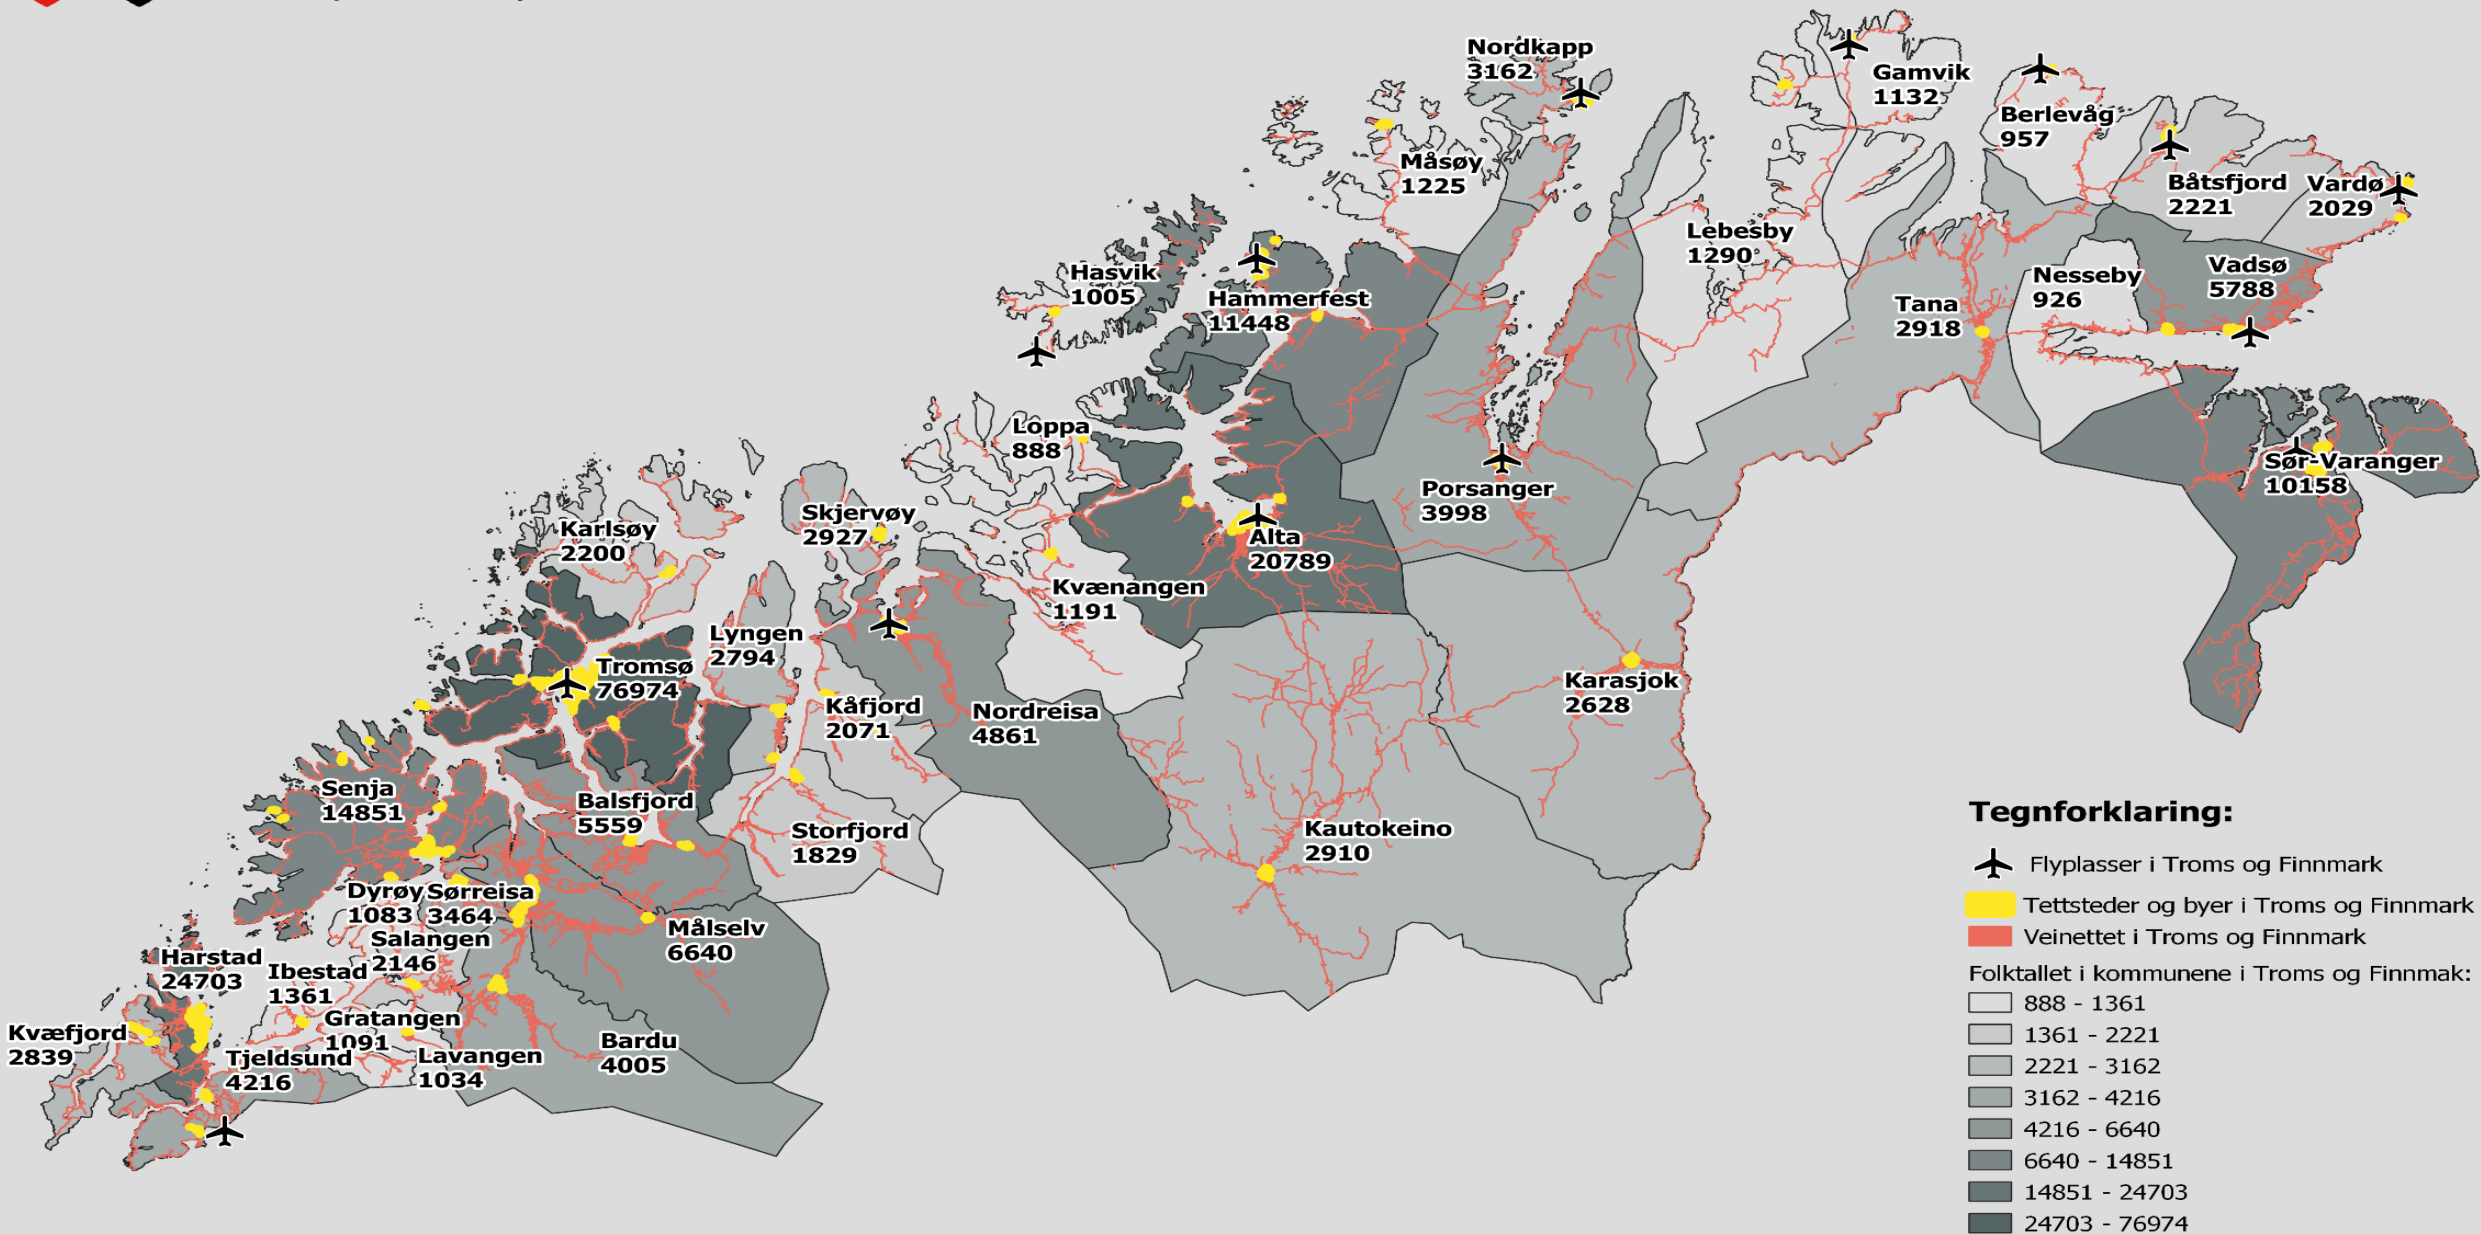 Nordkapp
3162
Gamvik
1132
Berlevåg
957
Måsøy
1225
Båtsfjord
2221
Vardø
2029
Lebesby
1290
Hasvik
1005
Hammerfest
11448
Tana
2918
Nesseby
926
Vadsø
5788
Loppa
888
Sør-Varanger
10158
Porsanger
3998
Skjervøy
2927
Karlsøy
2200
Alta
20789
Kvænangen
1191
Lyngen
2794
Tromsø
76974
Karasjok
2628
Kåfjord
2071
Nordreisa
4861
Senja
14851
Balsfjord
5559
Storfjord
1829
Kautokeino
2910
Dyrøy
1083
Sørreisa
3464
Målselv
6640
Salangen
2146
Harstad
24703
Ibestad
1361
Gratangen
1091
Kvæfjord
2839
Tjeldsund
4216
Lavangen
1034
Bardu
4005
Tegnforklaring:
Flyplasser i Troms og Finnmark
Tettsteder og byer i Troms og Finnmark
Veinettet i Troms og Finnmark
Folktallet i kommunene i Troms og Finnmak:
888 - 1361
1361 - 2221
2221 - 3162
3162 - 4216
4216 - 6640
6640 - 14851
14851 - 24703
24703 - 76974